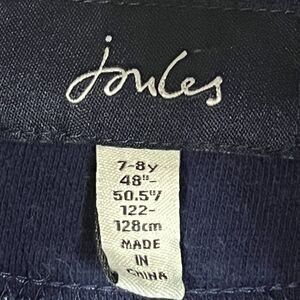 joules
7-8y
48"-
50.5"/
122-
128cm
MADE
IN
CHINA